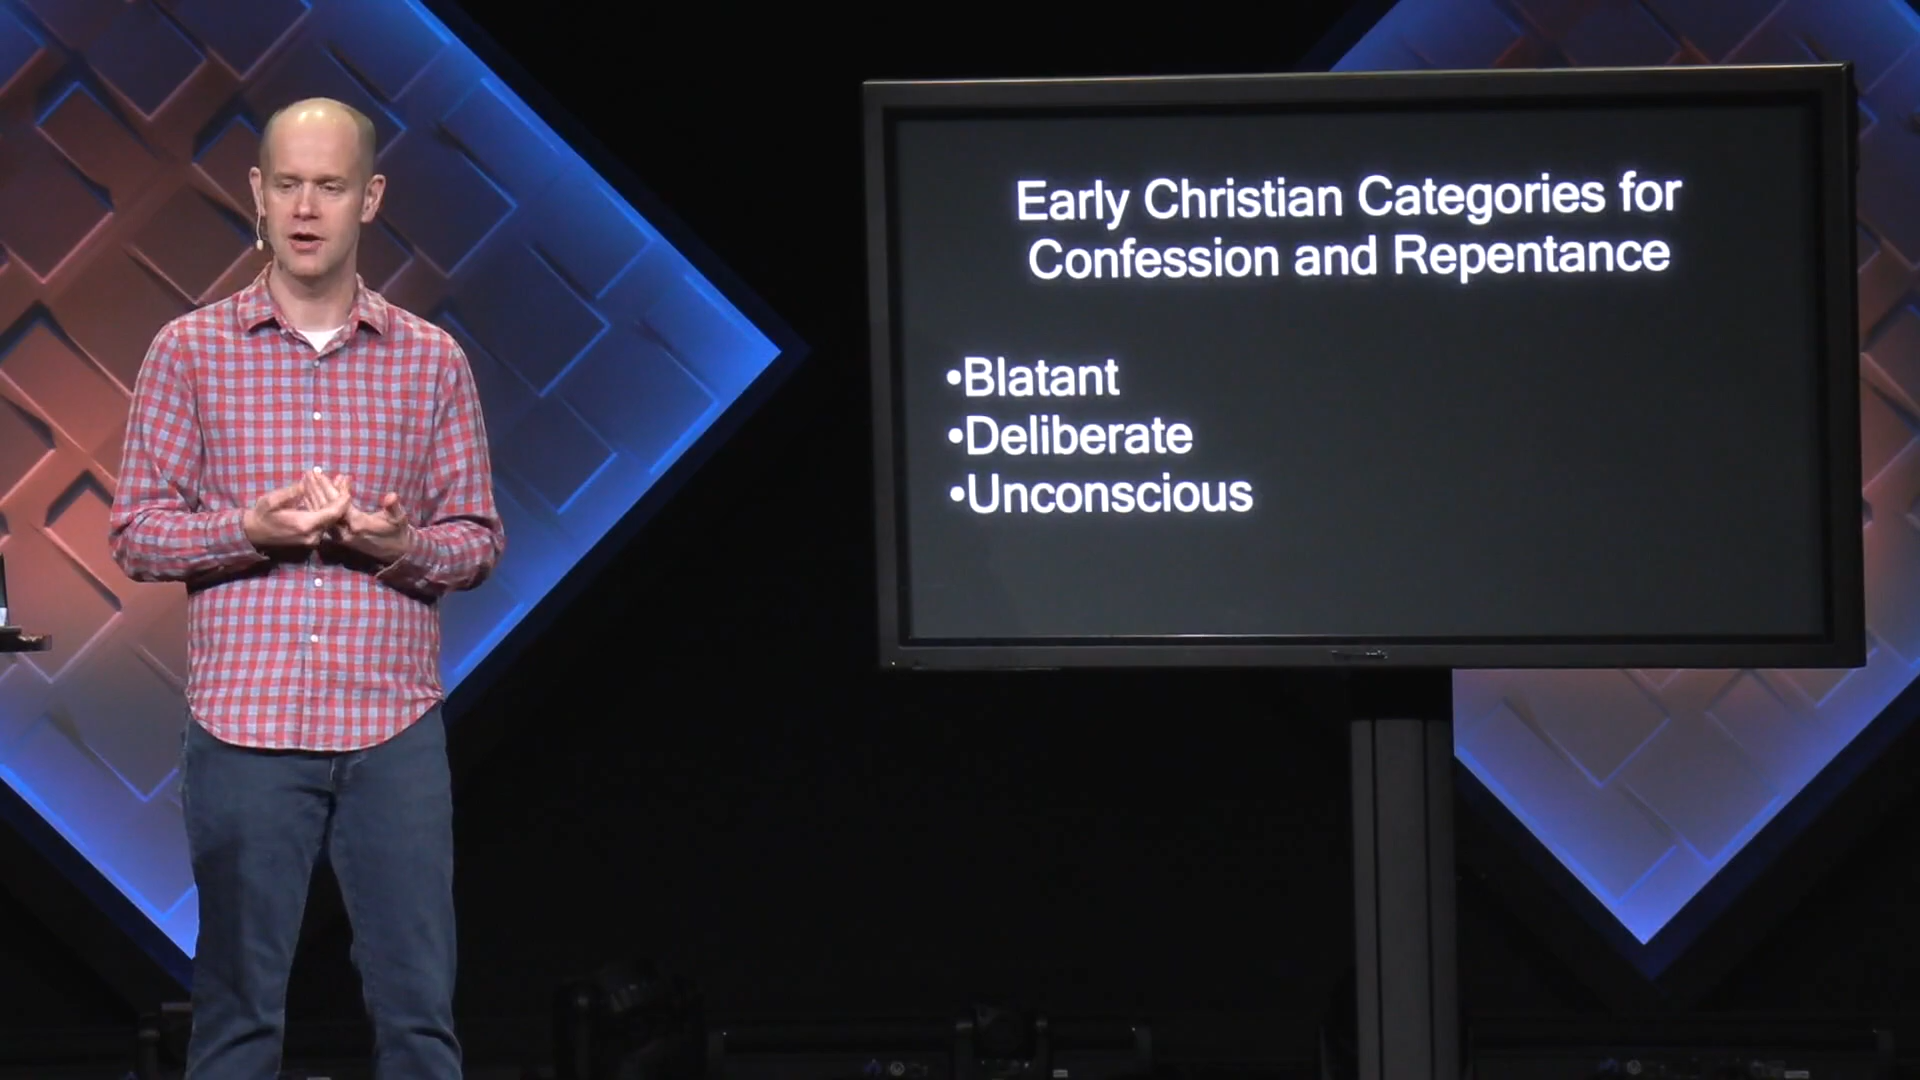 Early Christian Categories for
Confession and Repentance
•Blatant
•Deliberate
•Unconscious